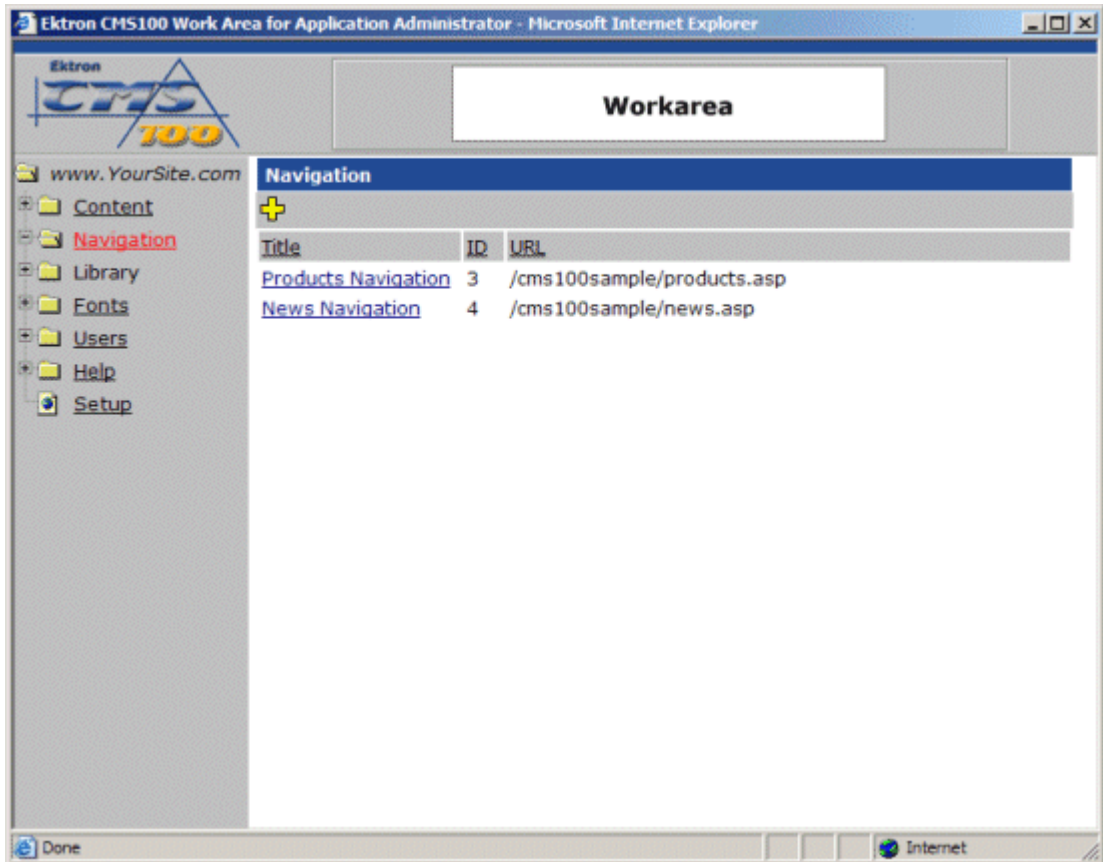 Ektron CMS100 Work Area for Application Administrator - Microsoft Internet Explorer
Ektron
CMS
100
Workarea
www.YourSite.com
Content
Navigation
Library
Fonts
Users
Help
Setup
Navigation
Title ID URL
Products Navigation 3 /cms100sample/products.asp
News Navigation 4 /cms100sample/news.asp
Done
Internet